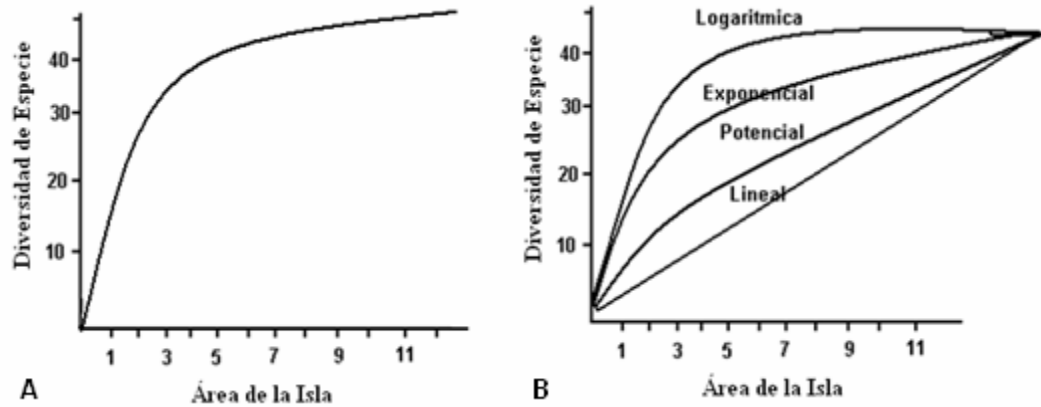 Diversidad de Especie
40
30
20
10
1 3 5 7 9 11
A
Área de la Isla
Diversidad de Especie
40
30
20
10
Logaritmica
Exponencial
Potencial
Lineal
1 3 5 7 9 11
B
Área de la Isla